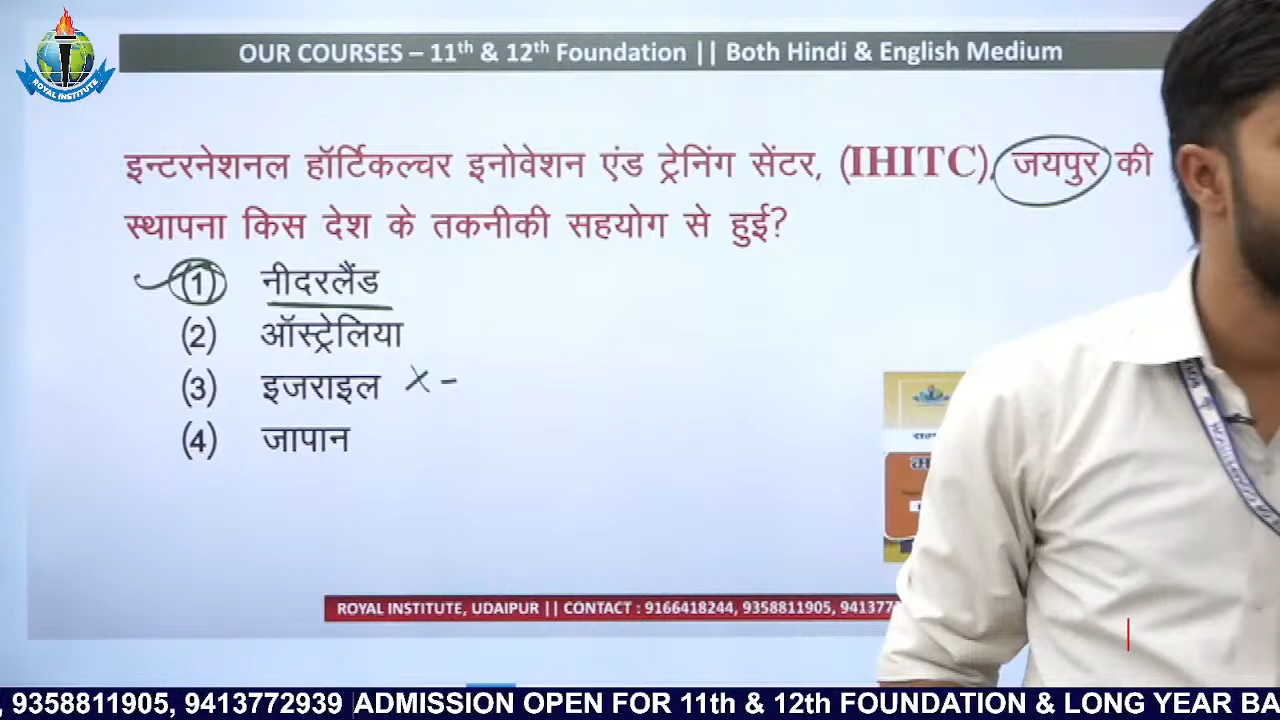 ROYAL INSTITUTE
OUR COURSES – 11th & 12th Foundation || Both Hindi & English Medium
इन्टरनेशनल हॉर्टिकल्चर इनोवेशन एंड ट्रेनिंग सेंटर, (IHITC), जयपुर की
स्थापना किस देश के तकनीकी सहयोग से हुई?
(1) नीदरलैंड
(2) ऑस्ट्रेलिया
(3) इजराइल × –
(4) जापान
ROYAL INSTITUTE, UDAIPUR || CONTACT : 9166418244, 9358811905, 941377
, 9358811905, 9413772939 ADMISSION OPEN FOR 11th & 12th FOUNDATION & LONG YEAR BA